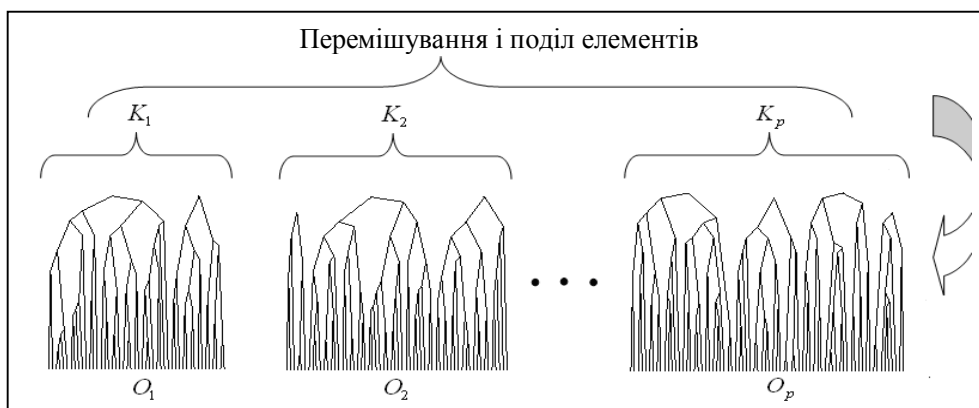 Перемішування і поділ елементів
K₁ K₂ Kₚ
O₁ O₂ • • • Oₚ